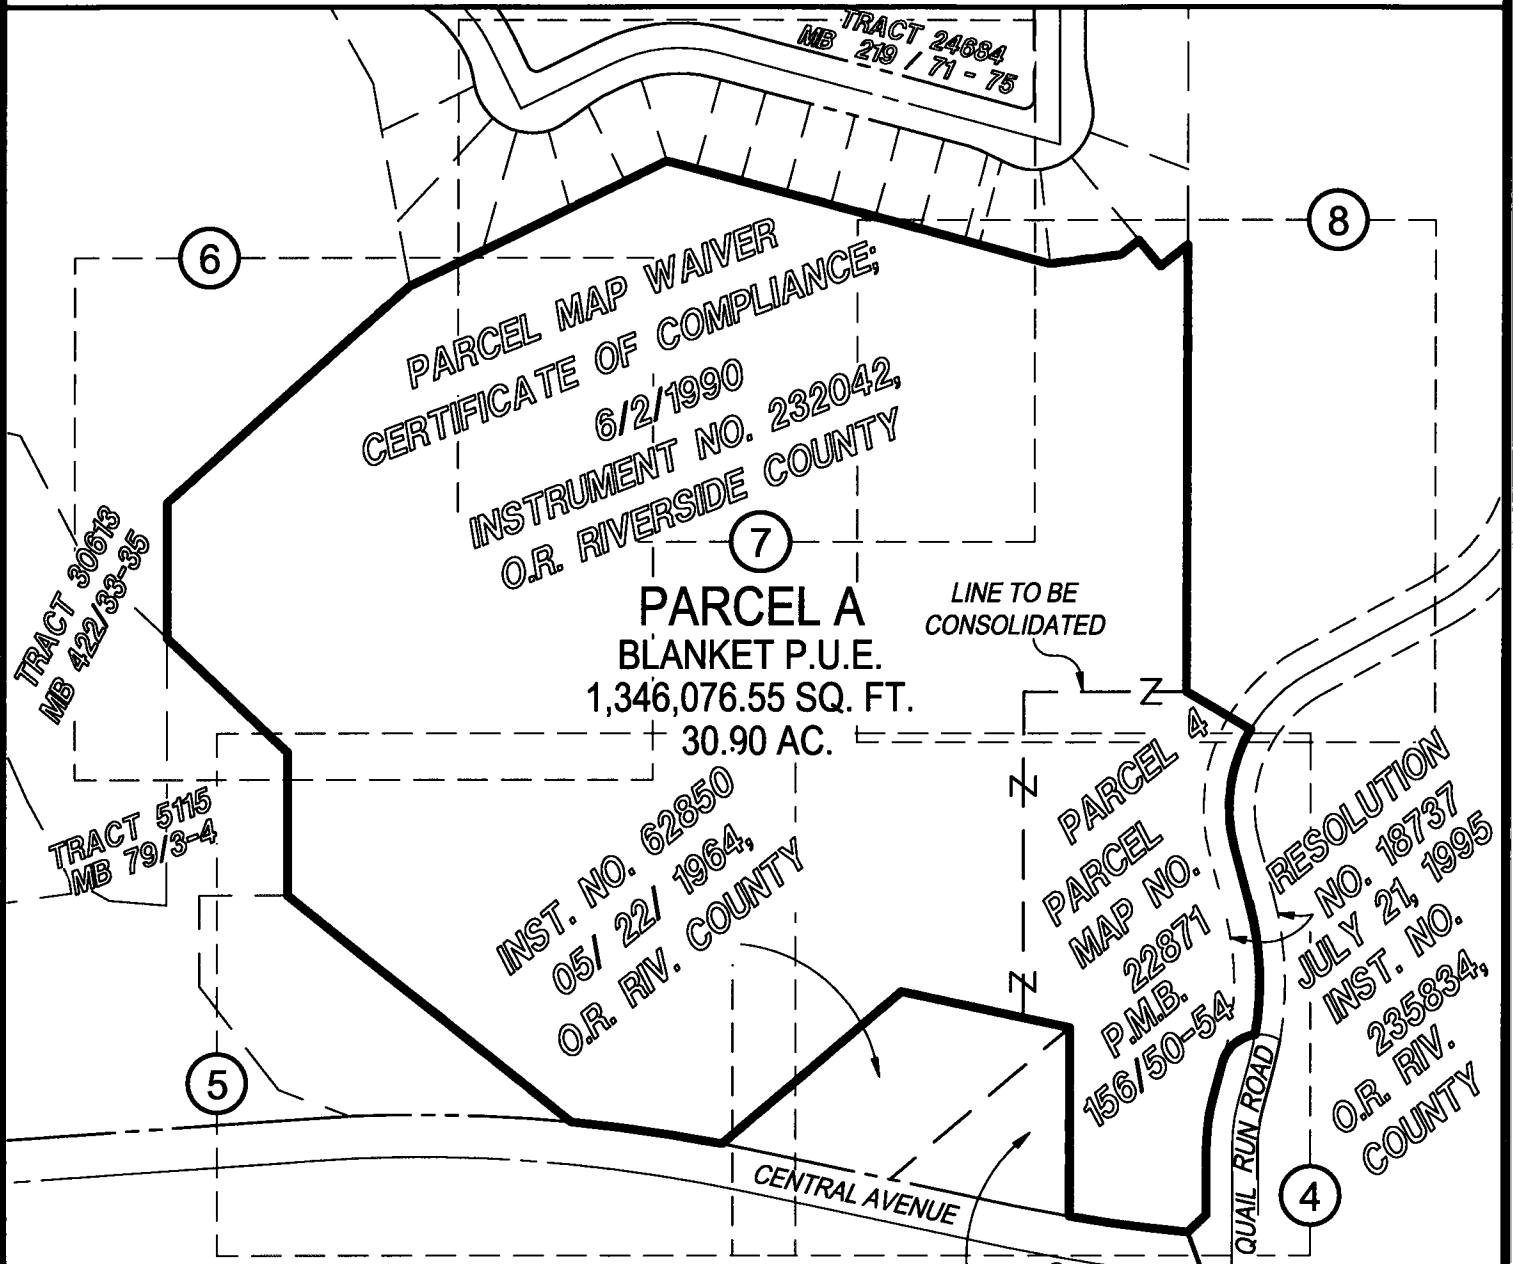 TRACT 24684
MB 219 / 71 - 75
6
8
PARCEL MAP WAIVER
CERTIFICATE OF COMPLIANCE;
6/2/1990
INSTRUMENT NO. 232042,
O.R. RIVERSIDE COUNTY
7
PARCEL A
BLANKET P.U.E.
1,346,076.55 SQ. FT.
30.90 AC.
LINE TO BE
CONSOLIDATED
TRACT 30613
MB 422/33-35
TRACT 5115
MB 79/3-4
INST. NO. 62850
05/ 22/ 1964,
O.R. RIV. COUNTY
PARCEL 4
PARCEL
MAP NO.
22871
P.M.B.
156/50-54
RESOLUTION
NO. 18737
JULY 21, 1995
INST. NO.
235834,
O.R. RIV.
COUNTY
5
4
CENTRAL AVENUE
QUAIL RUN ROAD